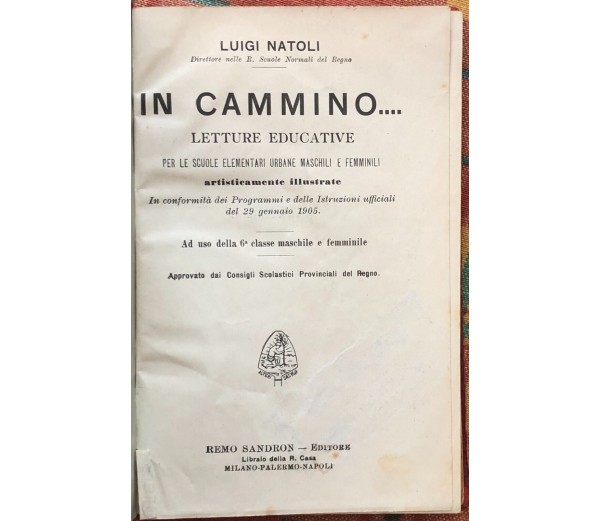 LUIGI NATOLI
Direttore nelle R. Scuole Normali del Regno
IN CAMMINO....
LETTURE EDUCATIVE
PER LE SCUOLE ELEMENTARI URBANE MASCHILI E FEMMINILI
artisticamente illustrate
In conformità dei Programmi e delle Istruzioni ufficiali
del 29 gennaio 1905.
Ad uso della 6ª classe maschile e femminile
Approvato dai Consigli Scolastici Provinciali del Regno.
REMO SANDRON — EDITORE
Libraio della R. Casa
MILANO-PALERMO-NAPOLI